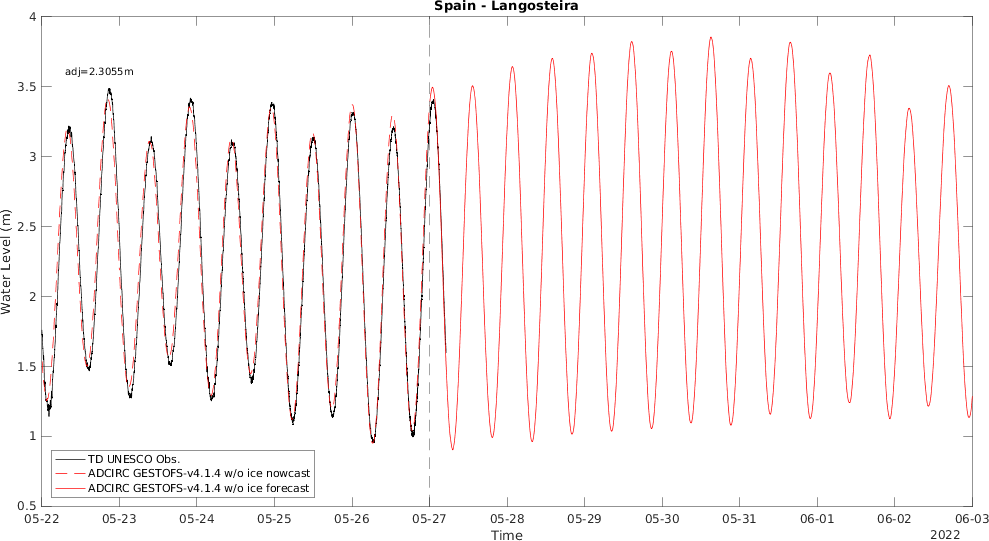 Spain - Langosteira
4
adj=2.3055m
3.5
3
2.5
Water Level (m)
2
1.5
1
TD UNESCO Obs.
ADCIRC GESTOFS-v4.1.4 w/o ice nowcast
ADCIRC GESTOFS-v4.1.4 w/o ice forecast
0.5
05-22 05-23 05-24 05-25 05-26 05-27 05-28 05-29 05-30 05-31 06-01 06-02 06-03
Time
2022